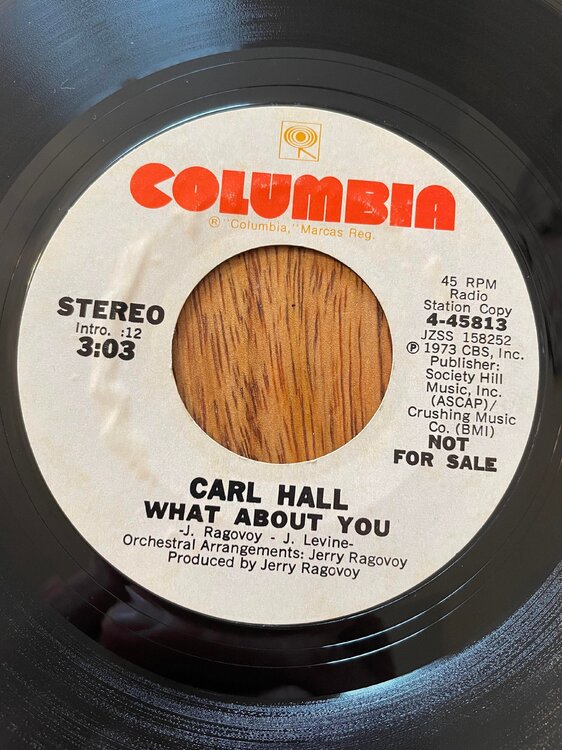 COLUMBIA
® "Columbia," Marcas Reg.
STEREO
Intro. :12
3:03
45 RPM
Radio
Station Copy
4-45813
JZSS 158252
℗ 1973 CBS, Inc.
Publisher:
Society Hill
Music, Inc.
(ASCAP)/
Crushing Music
Co. (BMI)
NOT
FOR SALE
CARL HALL
WHAT ABOUT YOU
-J. Ragovoy - J. Levine-
Orchestral Arrangements: Jerry Ragovoy
Produced by Jerry Ragovoy